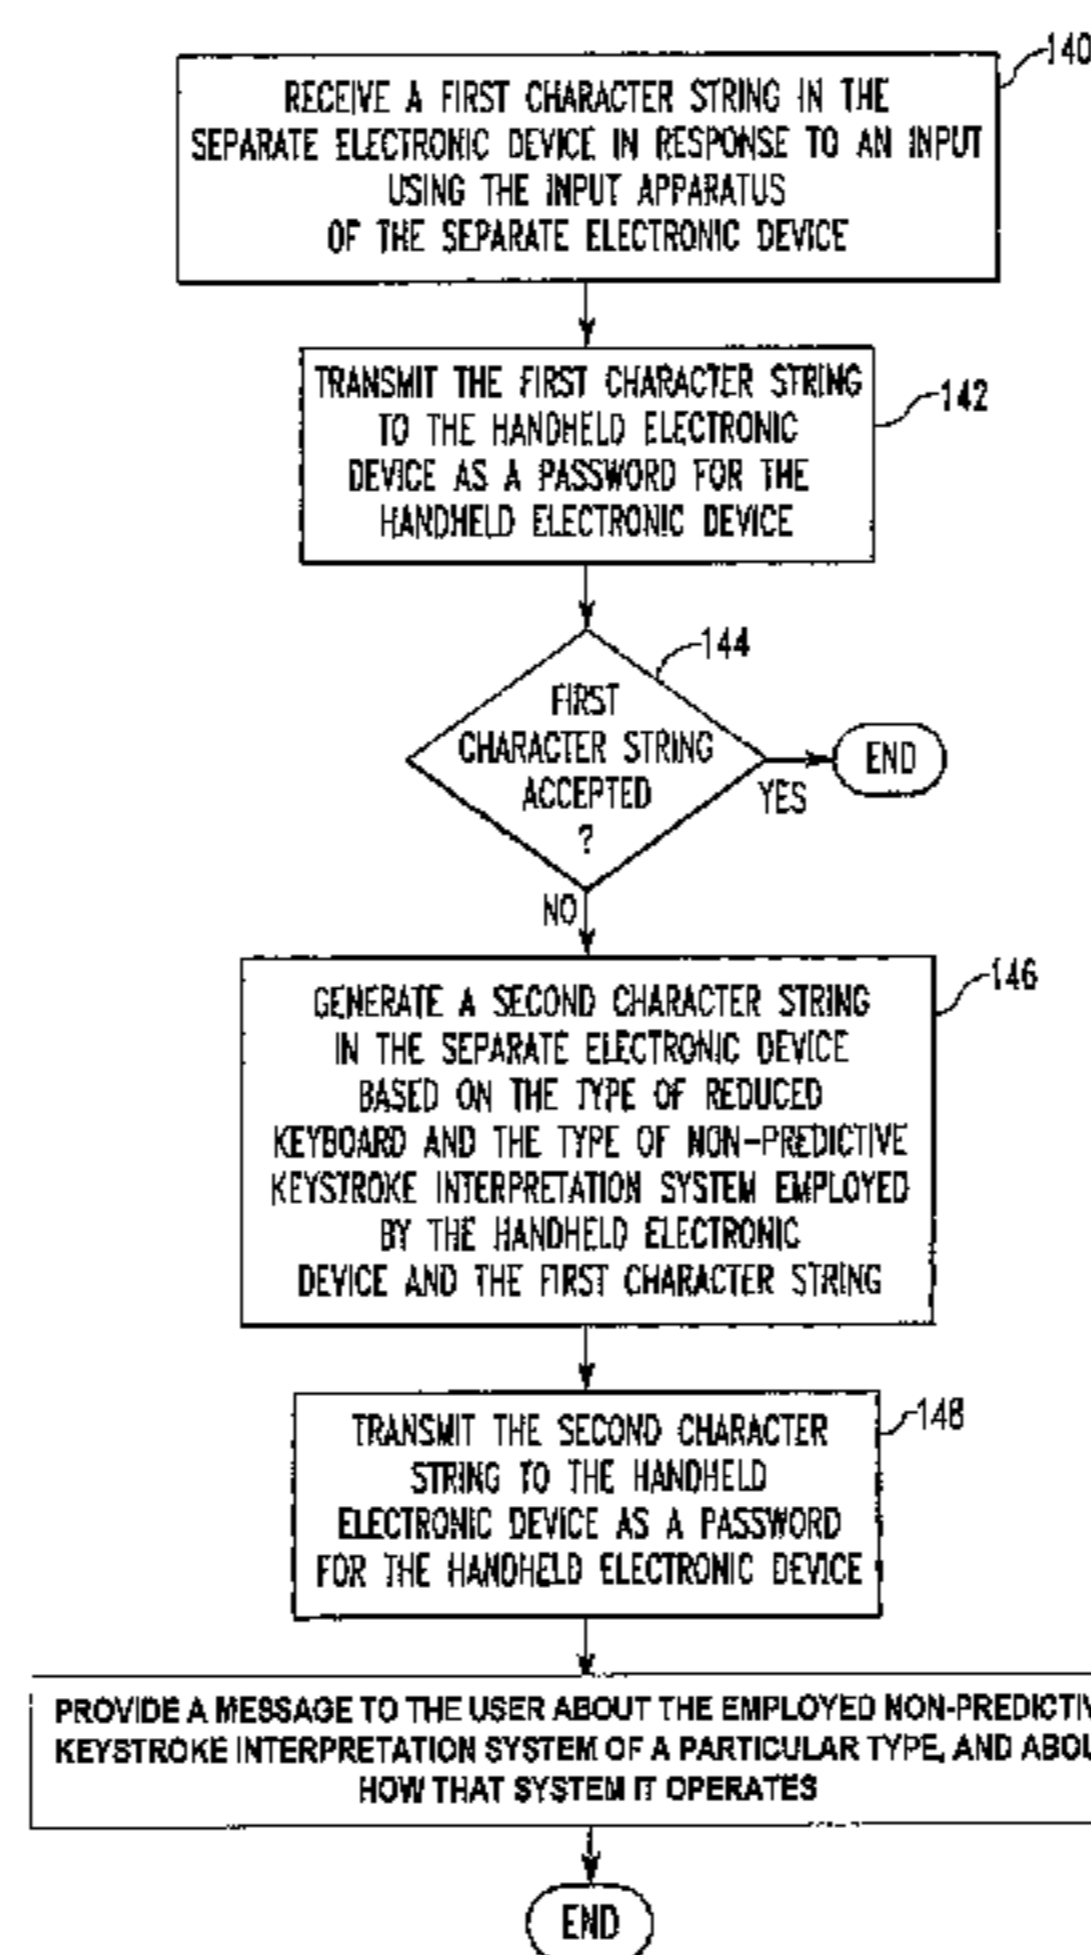 140
RECEIVE A FIRST CHARACTER STRING IN THE
SEPARATE ELECTRONIC DEVICE IN RESPONSE TO AN INPUT
USING THE INPUT APPARATUS
OF THE SEPARATE ELECTRONIC DEVICE
TRANSMIT THE FIRST CHARACTER STRING
TO THE HANDHELD ELECTRONIC
DEVICE AS A PASSWORD FOR THE
HANDHELD ELECTRONIC DEVICE
142
144
FIRST
CHARACTER STRING
ACCEPTED
?
YES
END
NO
146
GENERATE A SECOND CHARACTER STRING
IN THE SEPARATE ELECTRONIC DEVICE
BASED ON THE TYPE OF REDUCED
KEYBOARD AND THE TYPE OF NON-PREDICTIVE
KEYSTROKE INTERPRETATION SYSTEM EMPLOYED
BY THE HANDHELD ELECTRONIC
DEVICE AND THE FIRST CHARACTER STRING
148
TRANSMIT THE SECOND CHARACTER
STRING TO THE HANDHELD
ELECTRONIC DEVICE AS A PASSWORD
FOR THE HANDHELD ELECTRONIC DEVICE
PROVIDE A MESSAGE TO THE USER ABOUT THE EMPLOYED NON-PREDICTIV
KEYSTROKE INTERPRETATION SYSTEM OF A PARTICULAR TYPE, AND ABOU
HOW THAT SYSTEM IT OPERATES
END